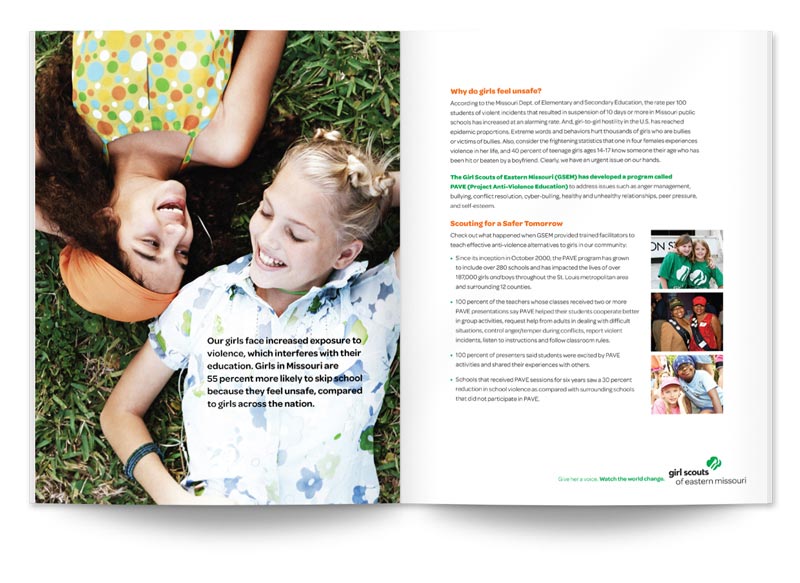 Our girls face increased exposure to
violence, which interferes with their
education. Girls in Missouri are
55 percent more likely to skip school
because they feel unsafe, compared
to girls across the nation.
Why do girls feel unsafe?
According to the Missouri Dept. of Elementary and Secondary Education, the rate per 100
students of violent incidents that resulted in suspension of 10 days or more in Missouri public
schools has increased at an alarming rate. And, girl-to-girl hostility in the U.S. has reached
epidemic proportions. Extreme words and behaviors hurt thousands of girls who are bullies
or victims of bullies. Also, consider the frightening statistics that one in four females experiences
violence in her life, and 40 percent of teenage girls ages 14-17 know someone their age who has
been hit or beaten by a boyfriend. Clearly, we have an urgent issue on our hands.
The Girl Scouts of Eastern Missouri (GSEM) has developed a program called
PAVE (Project Anti-Violence Education) to address issues such as anger management,
bullying, conflict resolution, cyber-bulling, healthy and unhealthy relationships, peer pressure,
and self-esteem.
Scouting for a Safer Tomorrow
Check out what happened when GSEM provided trained facilitators to
teach effective anti-violence alternatives to girls in our community:
• Since its inception in October 2000, the PAVE program has grown
to include over 280 schools and has impacted the lives of over
187,000 girls and boys throughout the St. Louis metropolitan area
and surrounding 12 counties.
• 100 percent of the teachers whose classes received two or more
PAVE presentations say PAVE helped their students cooperate better
in group activities, request help from adults in dealing with difficult
situations, control anger/temper during conflicts, report violent
incidents, listen to instructions and follow classroom rules.
• 100 percent of presenters said students were excited by PAVE
activities and shared their experiences with others.
• Schools that received PAVE sessions for six years saw a 30 percent
reduction in school violence as compared with surrounding schools
that did not participate in PAVE.
ON ST
Give her a voice. Watch the world change.
girl scouts
of eastern missouri